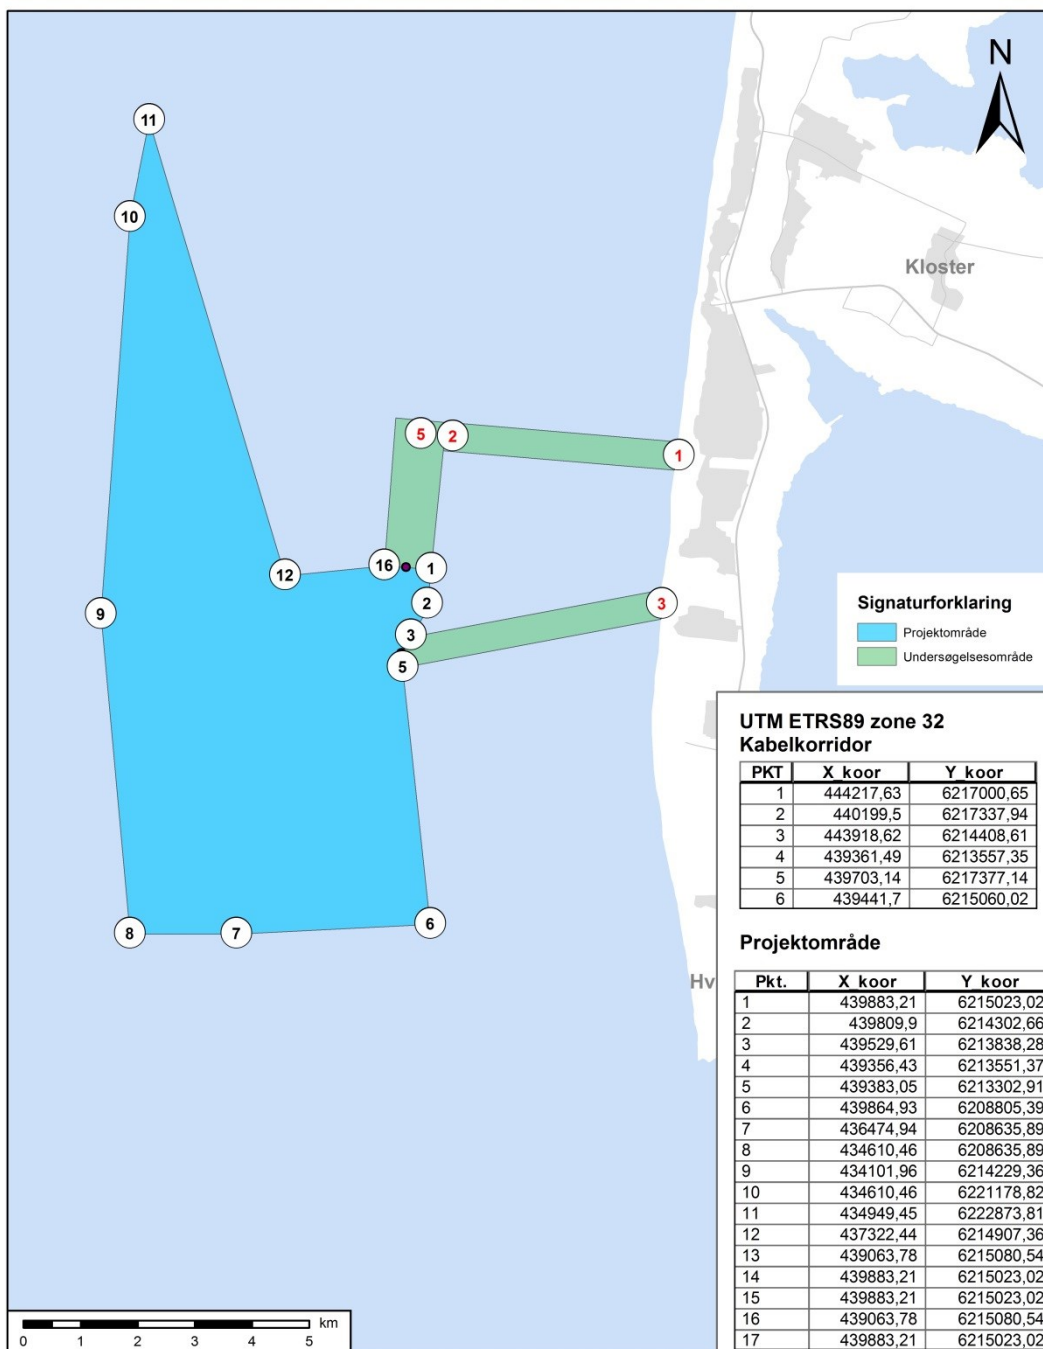 N
11
10
Kloster
5
2
1
16
1
12
2
3
9
3
5
Signaturforklaring
Projektområde
Undersøgelsesområde
6
8
7
Hv
UTM ETRS89 zone 32
Kabelkorridor
PKT X_koor Y_koor
1 444217,63 6217000,65
2 440199,5 6217337,94
3 443918,62 6214408,61
4 439361,49 6213557,35
5 439703,14 6217377,14
6 439441,7 6215060,02
Projektområde
Pkt. X_koor Y_koor
1 439883,21 6215023,02
2 439809,9 6214302,66
3 439529,61 6213838,28
4 439356,43 6213551,37
5 439383,05 6213302,91
6 439864,93 6208805,39
7 436474,94 6208635,89
8 434610,46 6208635,89
9 434101,96 6214229,36
10 434610,46 6221178,82
11 434949,45 6222873,81
12 437322,44 6214907,36
13 439063,78 6215080,54
14 439883,21 6215023,02
15 439883,21 6215023,02
16 439063,78 6215080,54
17 439883,21 6215023,02
km
0 1 2 3 4 5